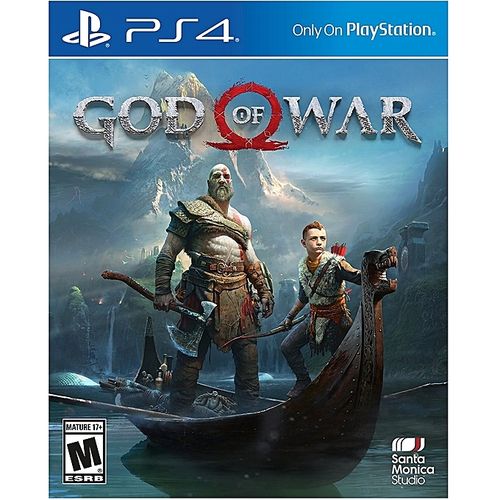 PS4
Only On PlayStation®
GOD OF WAR
MATURE 17+
M
ESRB
Santa
Monica
Studio